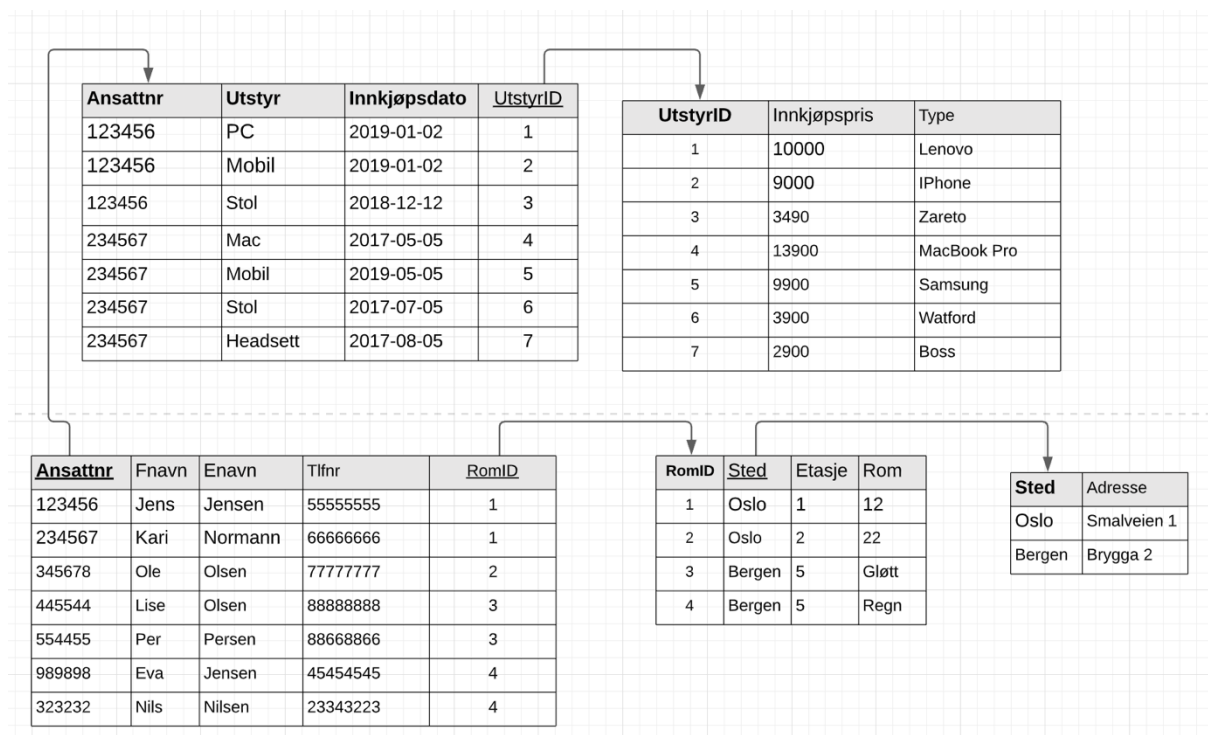 Ansattnr Utstyr Innkjøpsdato UtstyrID
123456 PC 2019-01-02 1
123456 Mobil 2019-01-02 2
123456 Stol 2018-12-12 3
234567 Mac 2017-05-05 4
234567 Mobil 2019-05-05 5
234567 Stol 2017-07-05 6
234567 Headsett 2017-08-05 7
UtstyrID Innkjøpspris Type
1 10000 Lenovo
2 9000 IPhone
3 3490 Zareto
4 13900 MacBook Pro
5 9900 Samsung
6 3900 Watford
7 2900 Boss
Ansattnr Fnavn Enavn Tlfnr RomID
123456 Jens Jensen 55555555 1
234567 Kari Normann 66666666 1
345678 Ole Olsen 77777777 2
445544 Lise Olsen 88888888 3
554455 Per Persen 88668866 3
989898 Eva Jensen 45454545 4
323232 Nils Nilsen 23343223 4
RomID Sted Etasje Rom
1 Oslo 1 12
2 Oslo 2 22
3 Bergen 5 Gløtt
4 Bergen 5 Regn
Sted Adresse
Oslo Smalveien 1
Bergen Brygga 2